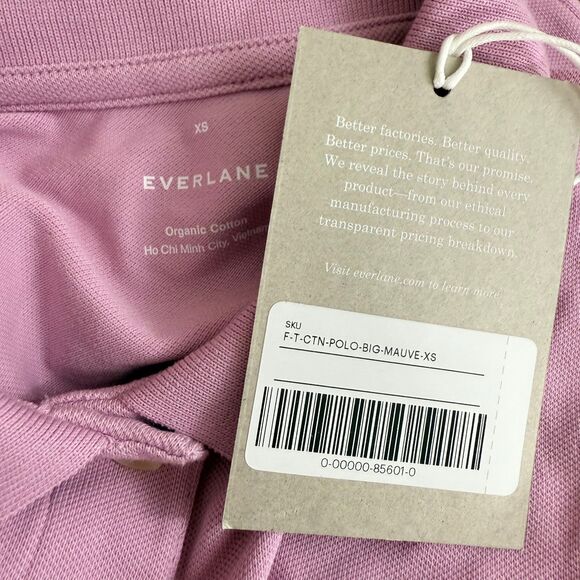 XS
EVERLANE
Organic Cotton
Ho Chi Minh City, Vietnam
Better factories. Better quality.
Better prices. That's our promise.
We reveal the story behind every
product—from our ethical
manufacturing process to our
transparent pricing breakdown.
Visit everlane.com to learn more
SKU
F-T-CTN-POLO-BIG-MAUVE-XS
0-00000-85601-0